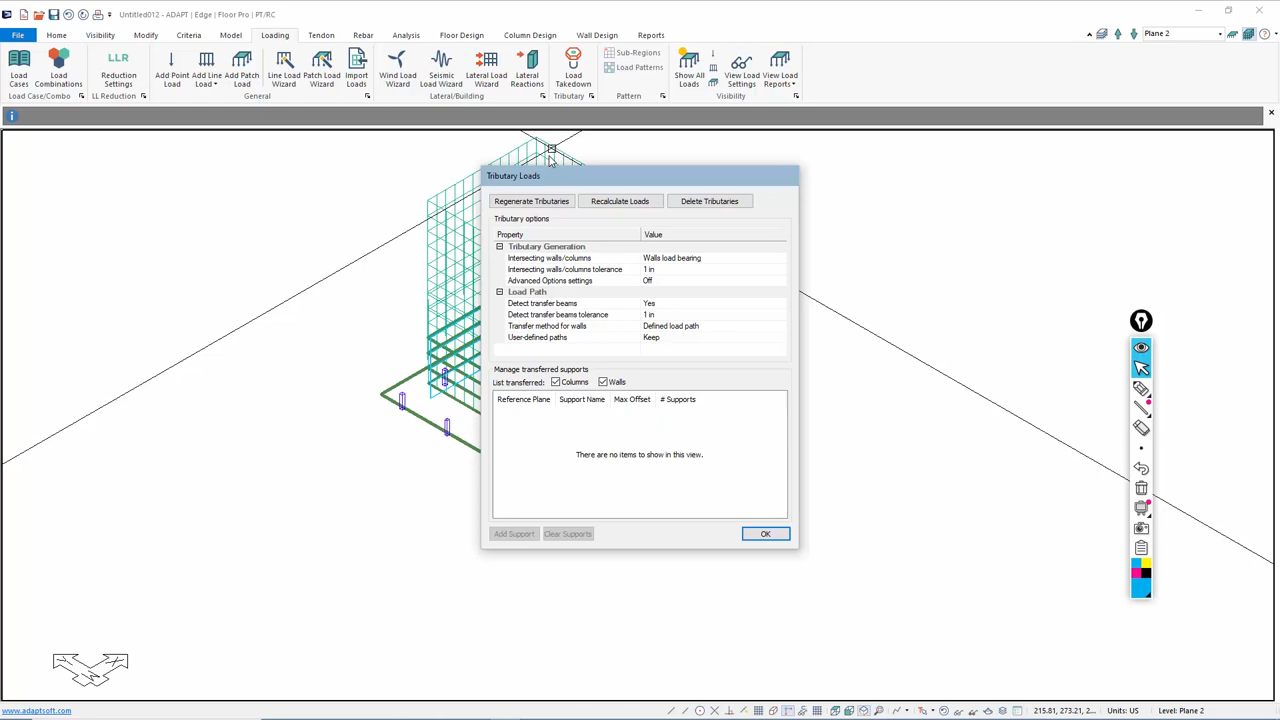 Untitled012 - ADAPT | Edge | Floor Pro | PT/RC
File Home Visibility Modify Criteria Model Loading Tendon Rebar Analysis Floor Design Column Design Wall Design Reports Plane 2
Load Cases
Load Combinations
Load Case/Combo
LLR
Reduction Settings
LL Reduction
Add Point Load
Add Line Load
Add Patch Load
Line Load Wizard
Patch Load Wizard
Import Loads
General
Wind Load Wizard
Seismic Load Wizard
Lateral Load Wizard
Lateral Reactions
Lateral/Building
Load Takedown
Tributary
Sub-Regions
Load Patterns
Pattern
Show All Loads
View Load Settings
View Load Reports
Visibility
Tributary Loads
Regenerate Tributaries Recalculate Loads Delete Tributaries
Tributary options
Property Value
Tributary Generation
Intersecting walls/columns Walls load bearing
Intersecting walls/columns tolerance 1 in
Advanced Options settings Off
Load Path
Detect transfer beams Yes
Detect transfer beams tolerance 1 in
Transfer method for walls Defined load path
User-defined paths Keep
Manage transferred supports
List transferred: Columns Walls
Reference Plane Support Name Max Offset # Supports
There are no items to show in this view.
Add Support Clear Supports OK
www.adaptsoft.com 215.81, 273.21, 2... Units: US Level: Plane 2